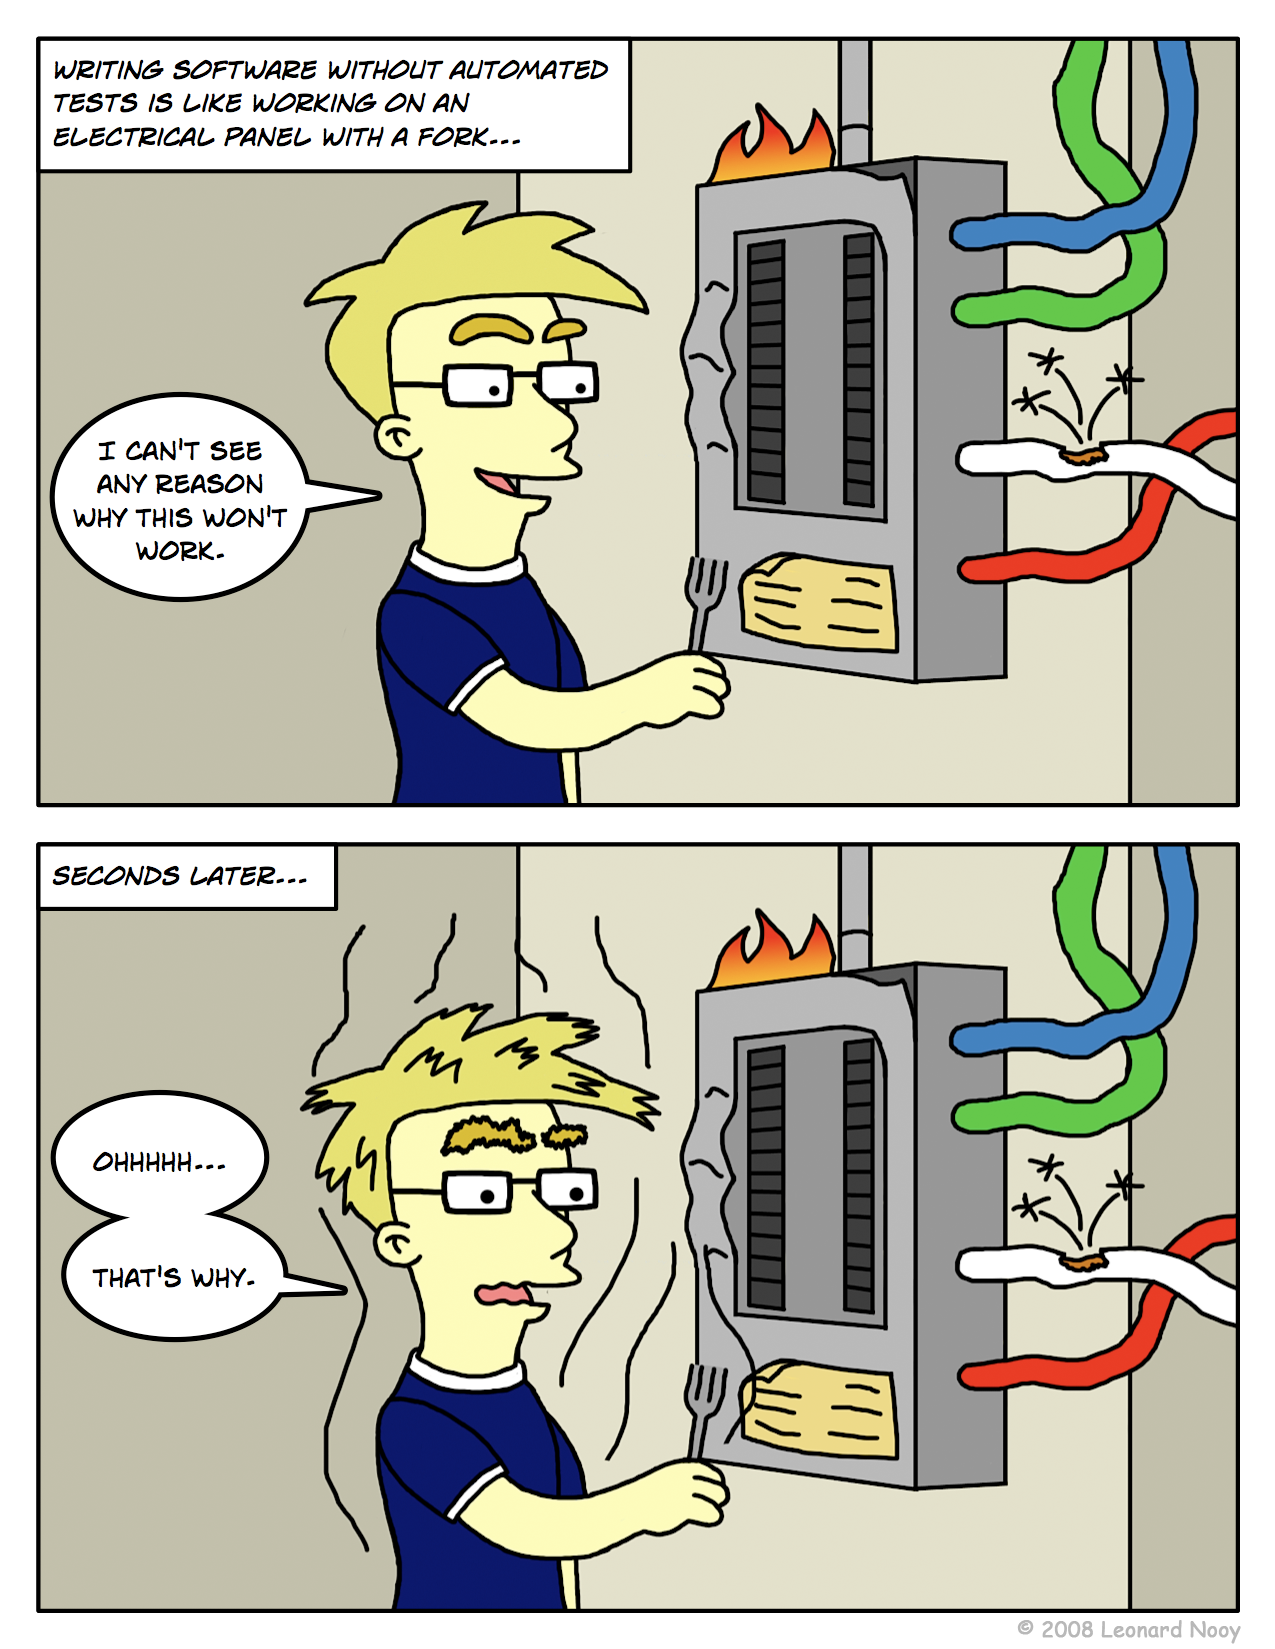 WRITING SOFTWARE WITHOUT AUTOMATED
TESTS IS LIKE WORKING ON AN
ELECTRICAL PANEL WITH A FORK...
I CAN'T SEE
ANY REASON
WHY THIS WON'T
WORK.
SECONDS LATER...
OHHHHH...
THAT'S WHY.
© 2008 Leonard Nooy